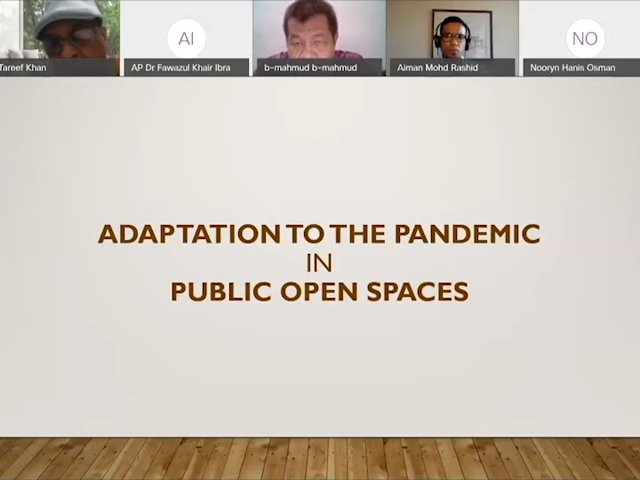 AI
NO
Tareef Khan
AP Dr Fawazul Khair Ibra
b-mahmud b-mahmud
Aiman Mohd Rashid
Nooryn Hanis Osman
ADAPTATION TO THE PANDEMIC
IN
PUBLIC OPEN SPACES